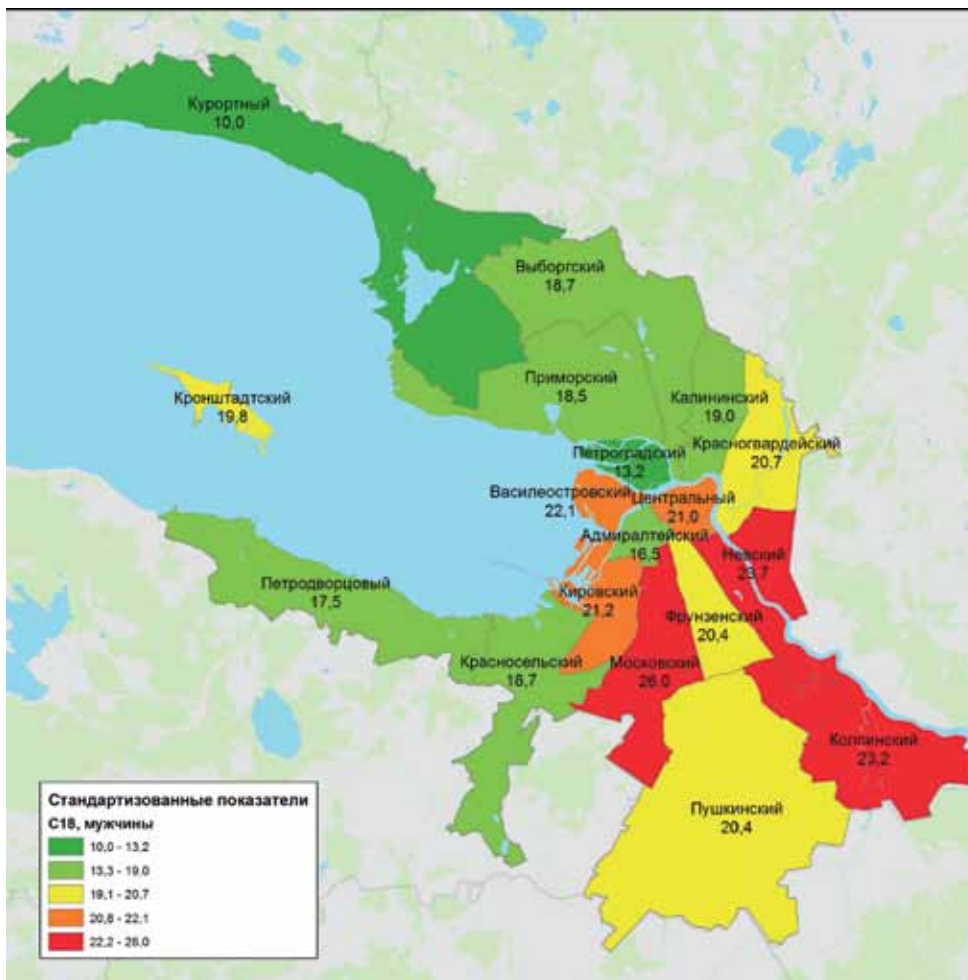 Курортный
10,0
Выборгский
18,7
Приморский
18,5
Калининский
19,0
Кронштадтский
19,8
Красногвардейский
20,7
Петроградский
13,2
Василеостровский
22,1
Центральный
21,0
Адмиралтейский
16,5
Невский
23,7
Петродворцовый
17,5
Кировский
21,2
Фрунзенский
20,4
Красносельский
18,7
Московский
26,0
Колпинский
23,2
Пушкинский
20,4
Стандартизованные показатели
C18, мужчины
10,0 - 13,2
13,3 - 19,0
19,1 - 20,7
20,8 - 22,1
22,2 - 26,0